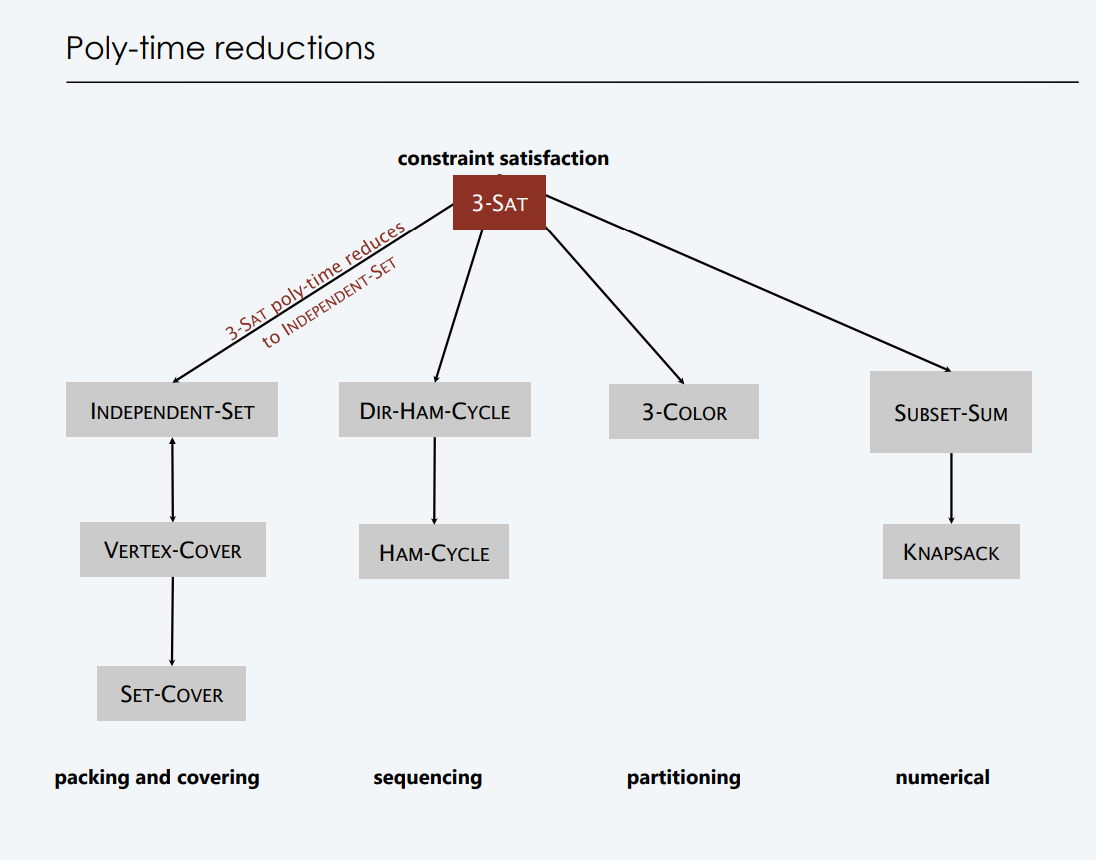 Poly-time reductions
constraint satisfaction
3-SAT
3-SAT poly-time reduces
to INDEPENDENT-SET
INDEPENDENT-SET
DIR-HAM-CYCLE
3-COLOR
SUBSET-SUM
VERTEX-COVER
HAM-CYCLE
KNAPSACK
SET-COVER
packing and covering
sequencing
partitioning
numerical